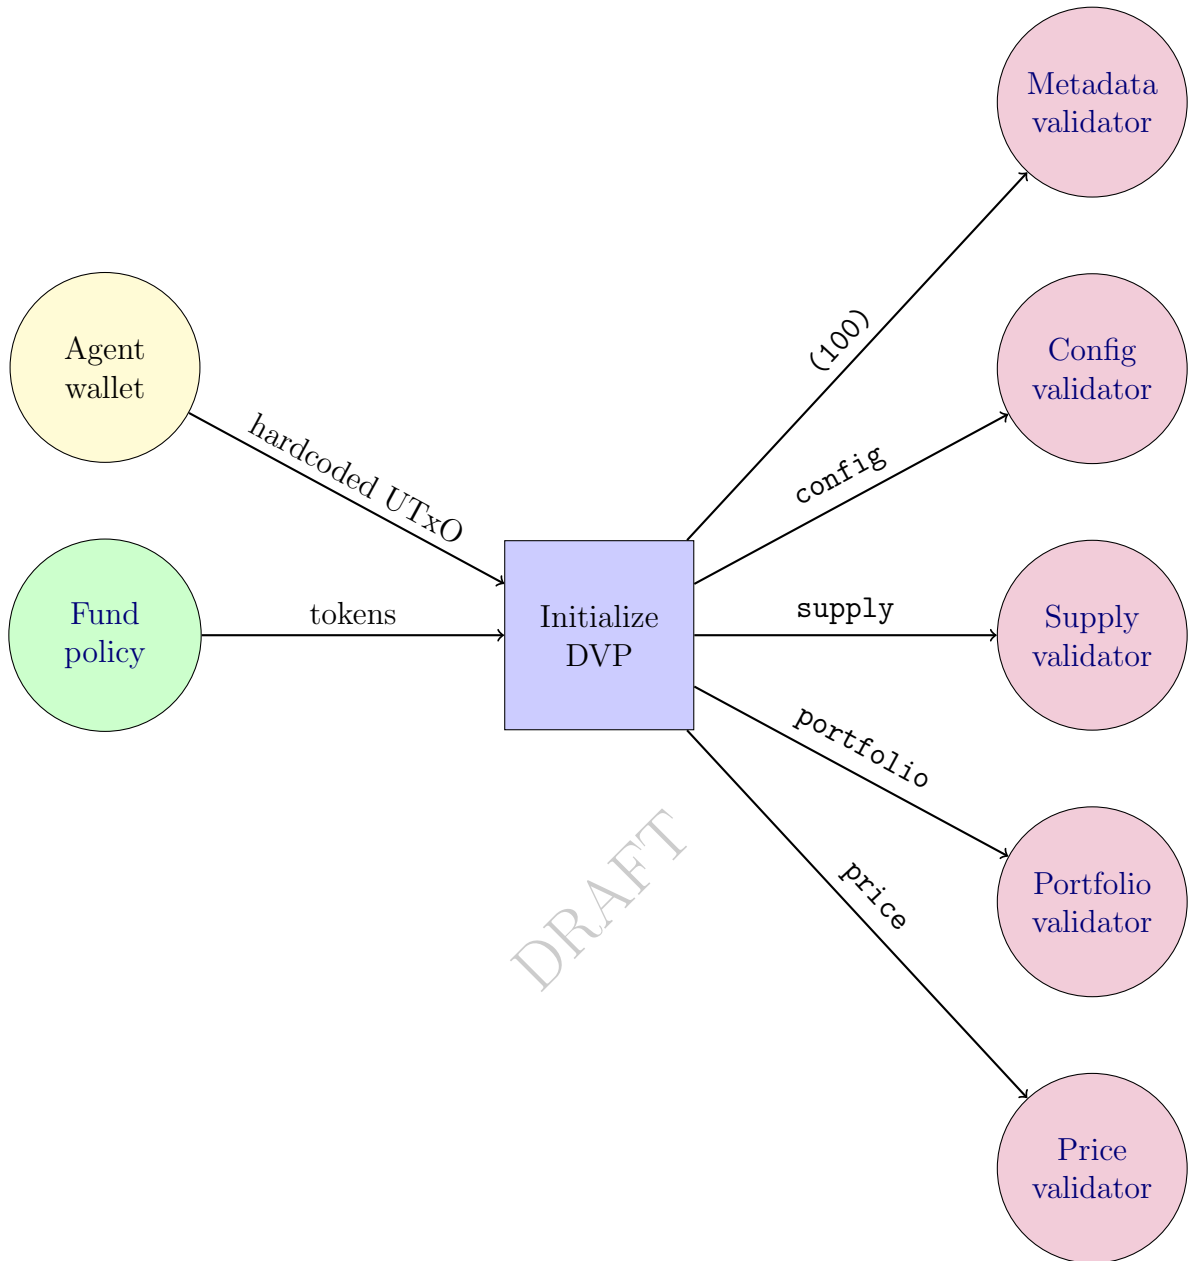 Metadata
validator
(100)
Agent
wallet
Config
validator
hardcoded UTxO
config
Fund
policy
tokens
Initialize
DVP
supply
Supply
validator
portfolio
DRAFT
Portfolio
validator
price
Price
validator